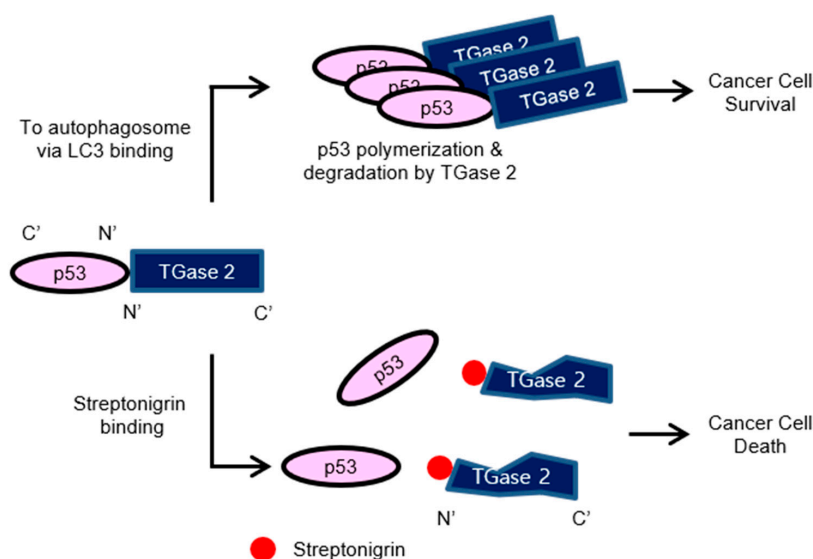 p53
TGase 2
p53
TGase 2
p53
TGase 2
Cancer Cell
Survival
To autophagosome
via LC3 binding
p53 polymerization &
degradation by TGase 2
C’ N’
p53
TGase 2
N’ C’
p53
TGase 2
Streptonigrin
binding
Cancer Cell
Death
p53
TGase 2
N’ C’
Streptonigrin